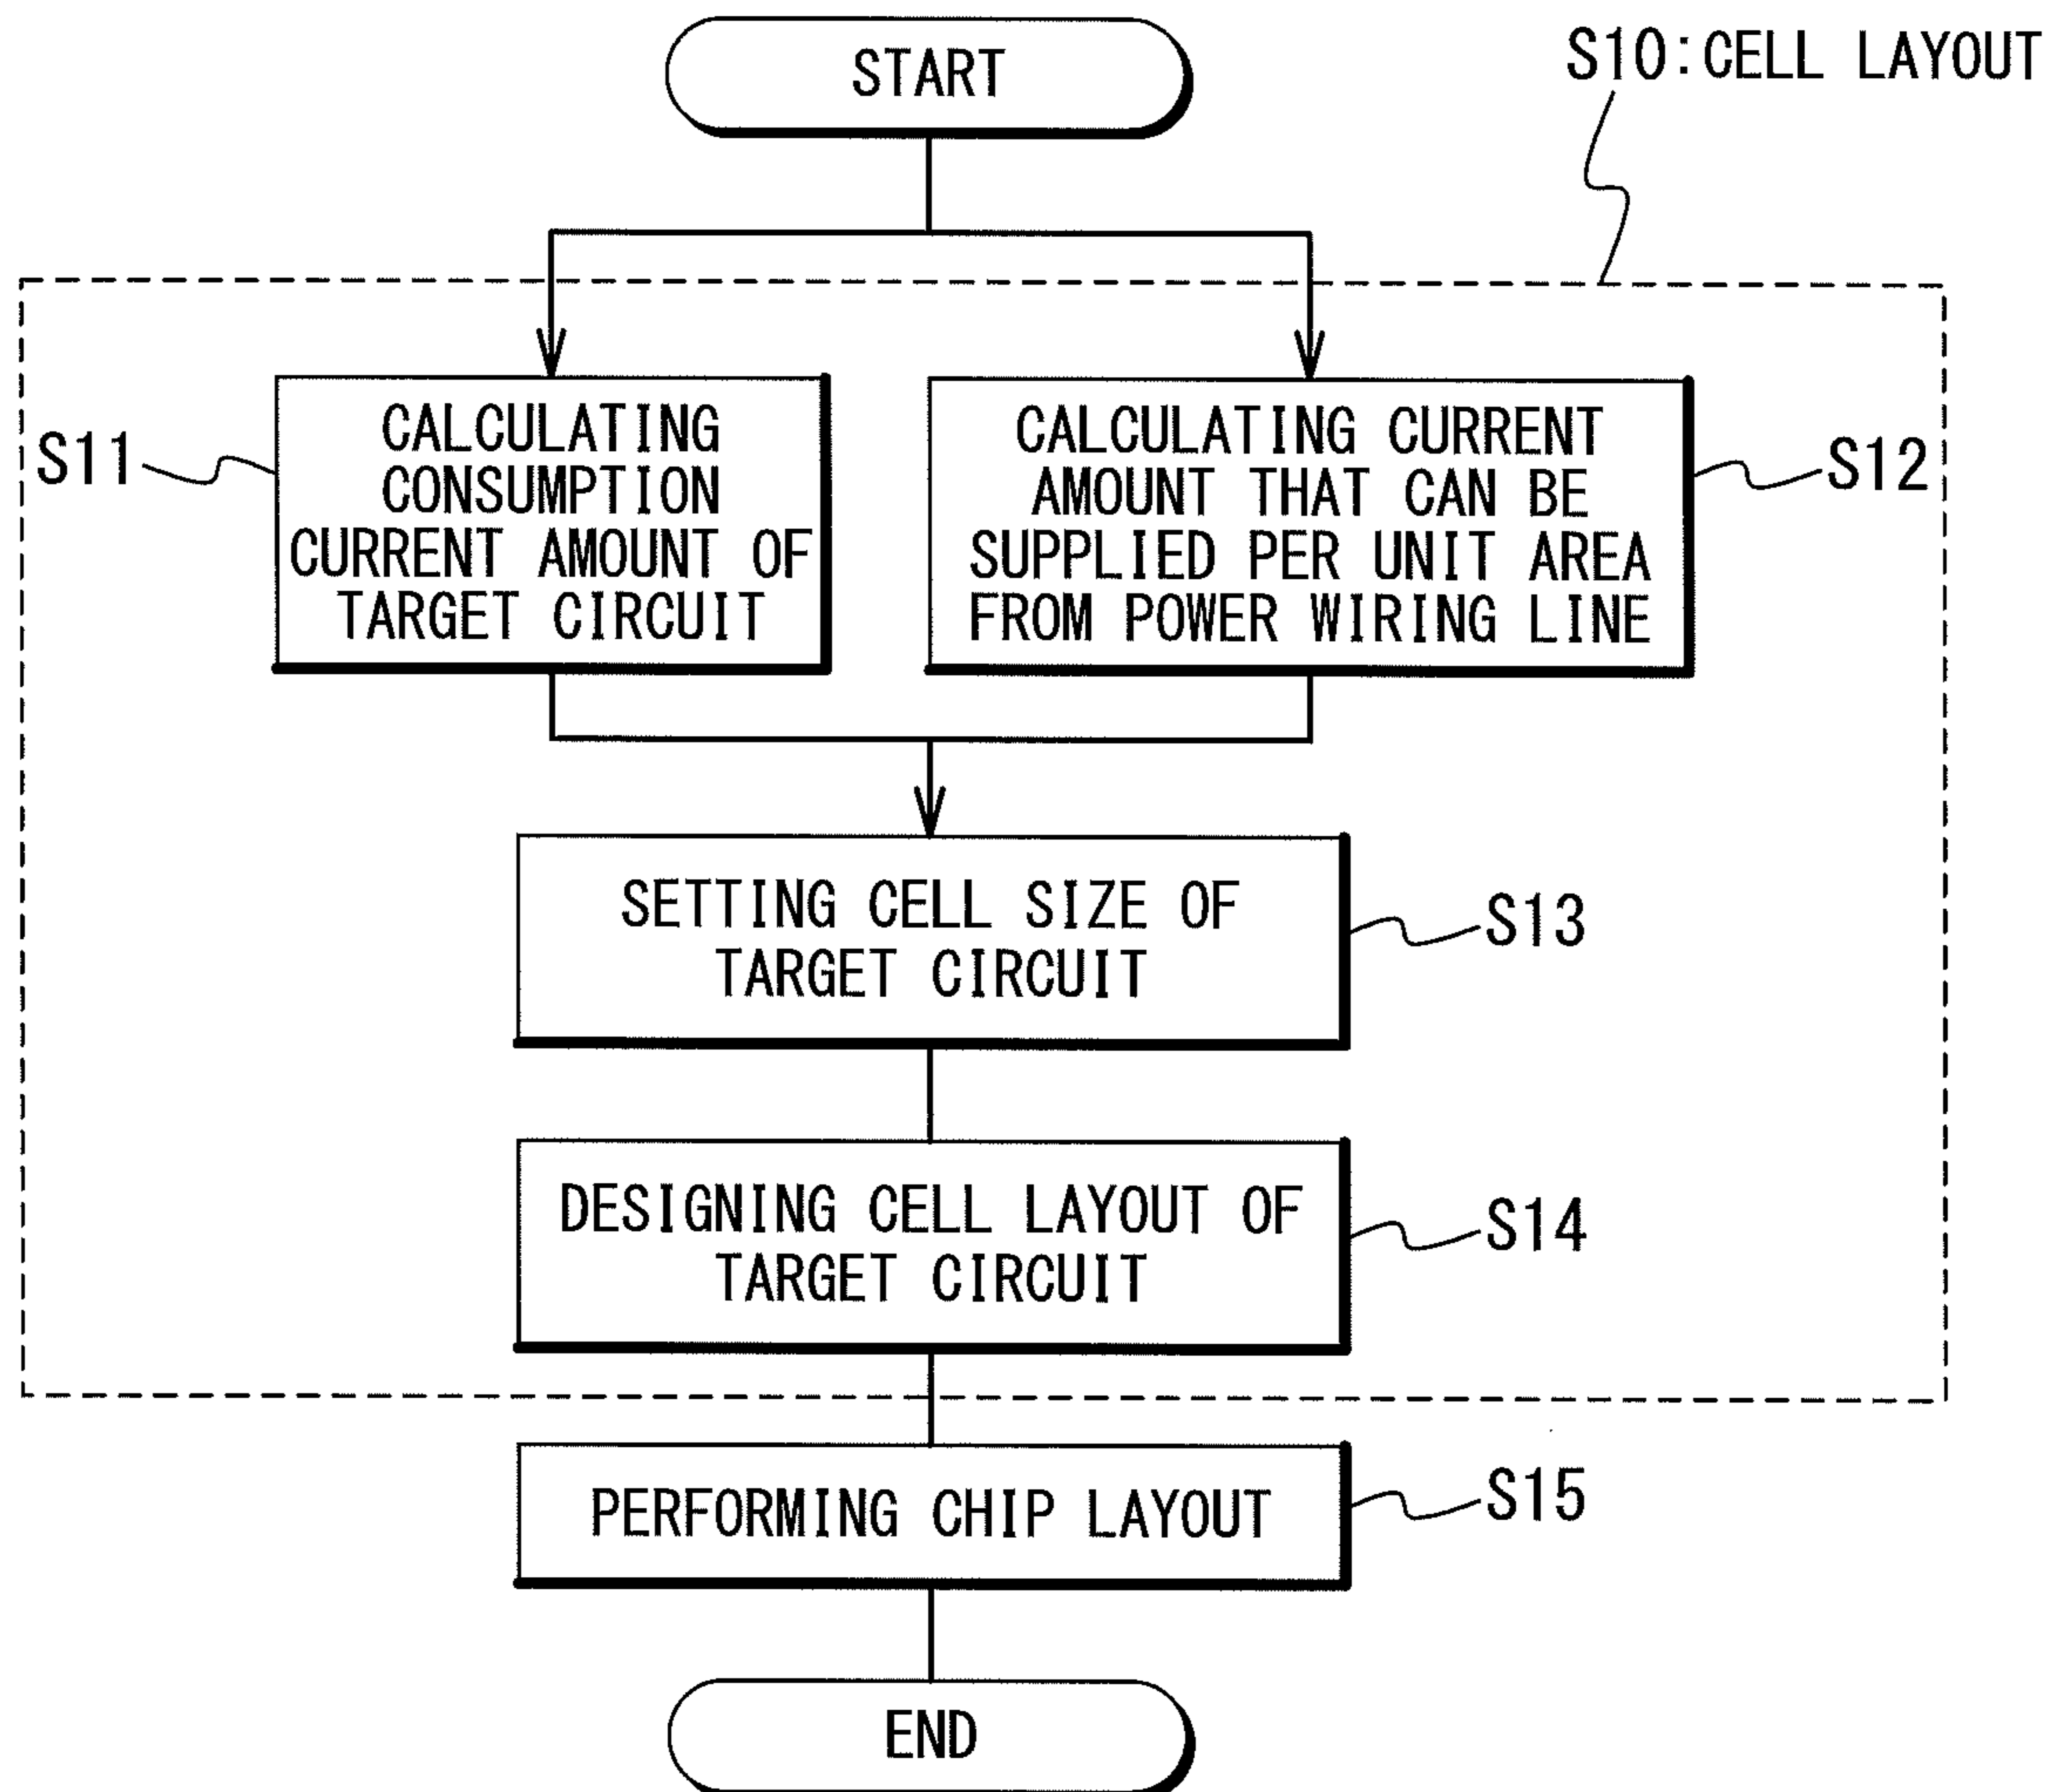 START
S10:CELL LAYOUT
S11
CALCULATING
CONSUMPTION
CURRENT AMOUNT OF
TARGET CIRCUIT
CALCULATING CURRENT
AMOUNT THAT CAN BE
SUPPLIED PER UNIT AREA
FROM POWER WIRING LINE
S12
SETTING CELL SIZE OF
TARGET CIRCUIT
S13
DESIGNING CELL LAYOUT OF
TARGET CIRCUIT
S14
PERFORMING CHIP LAYOUT
S15
END